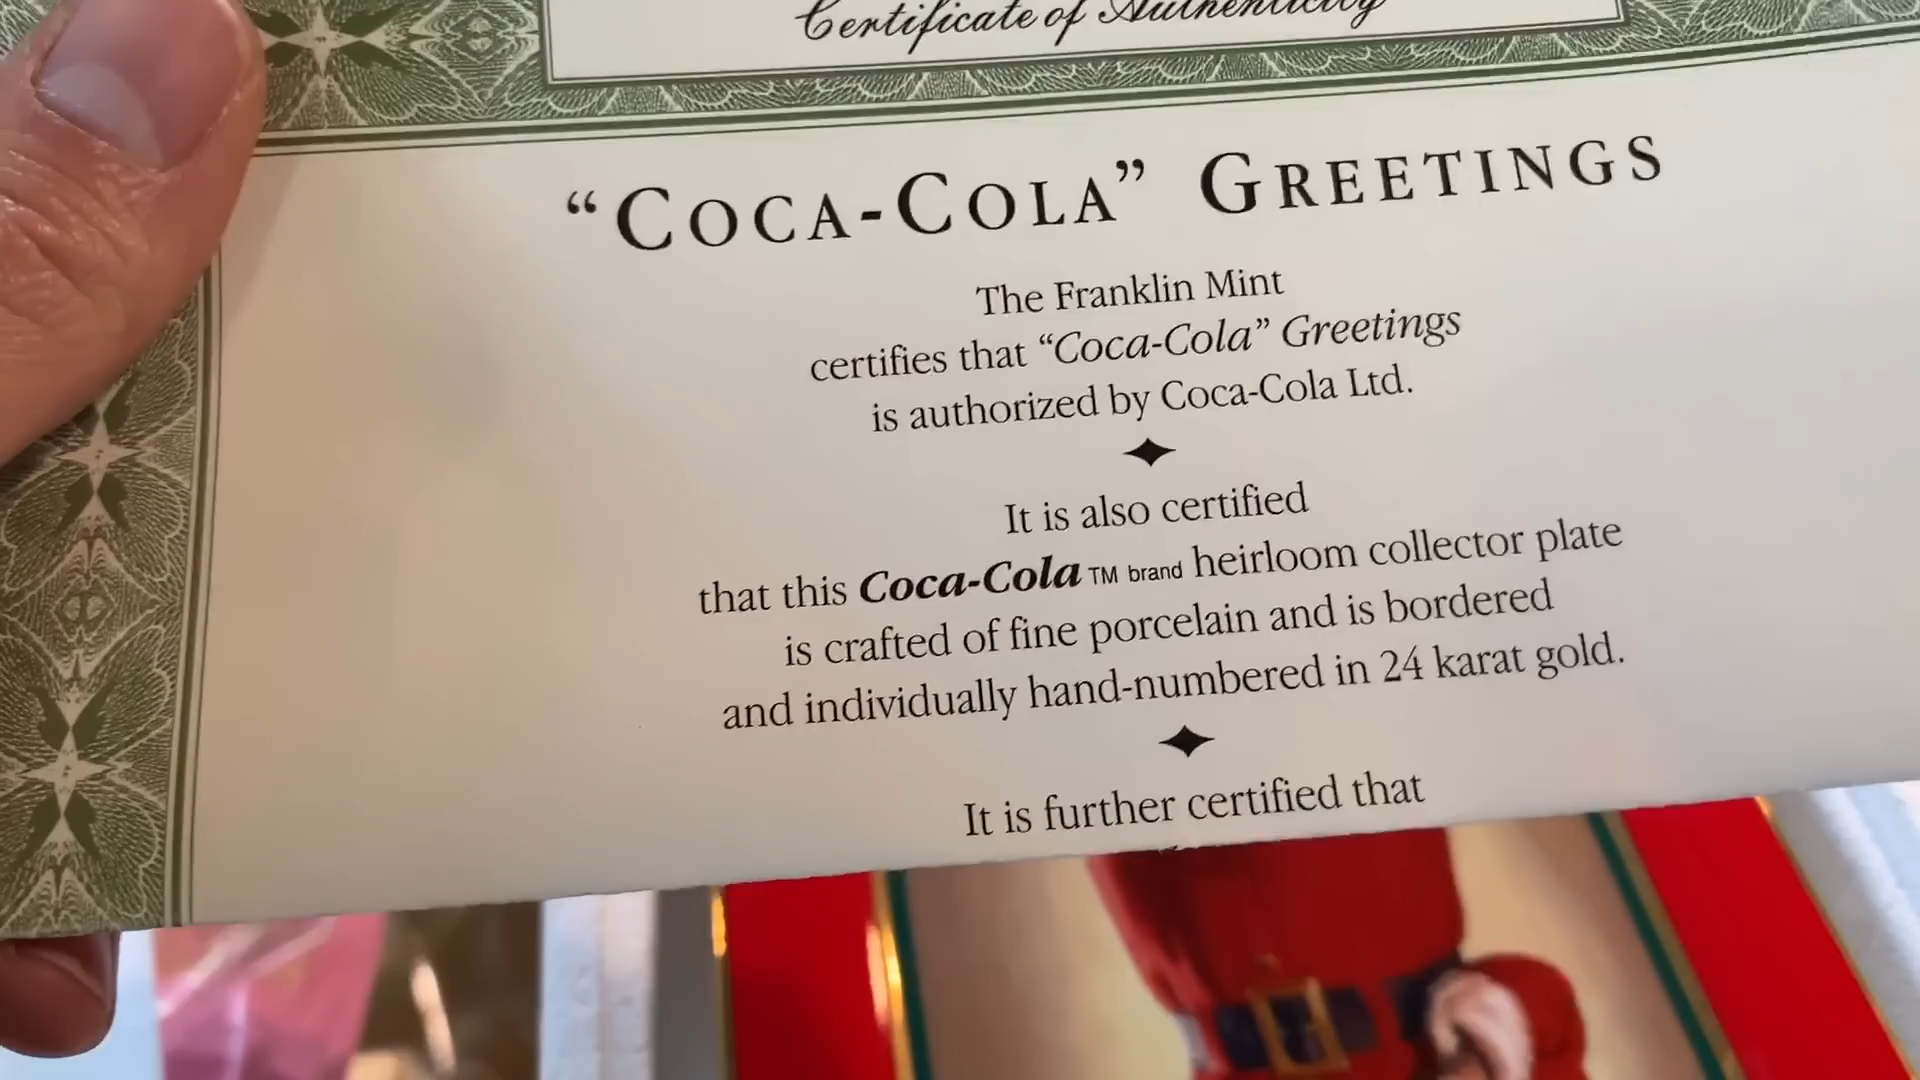 Certificate of Authenticity
“COCA-COLA” GREETINGS
The Franklin Mint
certifies that “Coca-Cola” Greetings
is authorized by Coca-Cola Ltd.
It is also certified
that this Coca-Cola TM brand heirloom collector plate
is crafted of fine porcelain and is bordered
and individually hand-numbered in 24 karat gold.
It is further certified that